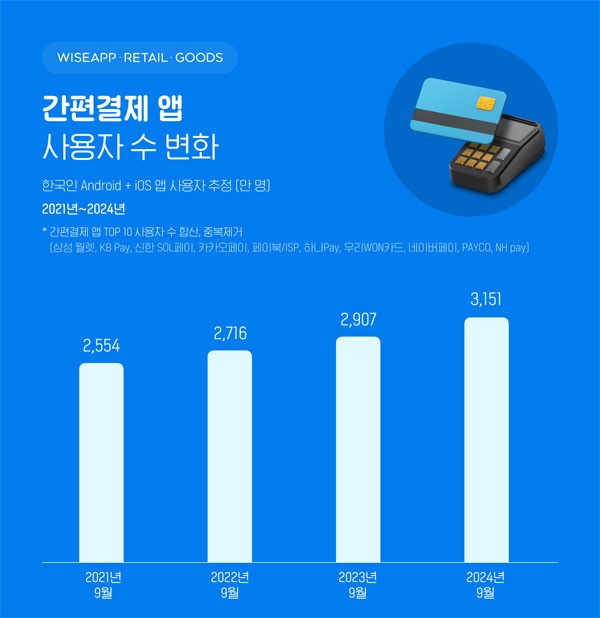 WISEAPP · RETAIL · GOODS
간편결제 앱
사용자 수 변화
한국인 Android + iOS 앱 사용자 추정 (만 명)
2021년~2024년
* 간편결제 앱 TOP 10 사용자 수 합산, 중복제거
(삼성 월렛, KB Pay, 신한 SOL페이, 카카오페이, 페이북/ISP, 하나Pay, 우리WON카드, 네이버페이, PAYCO, NH pay)
2,554
2,716
2,907
3,151
2021년
9월
2022년
9월
2023년
9월
2024년
9월